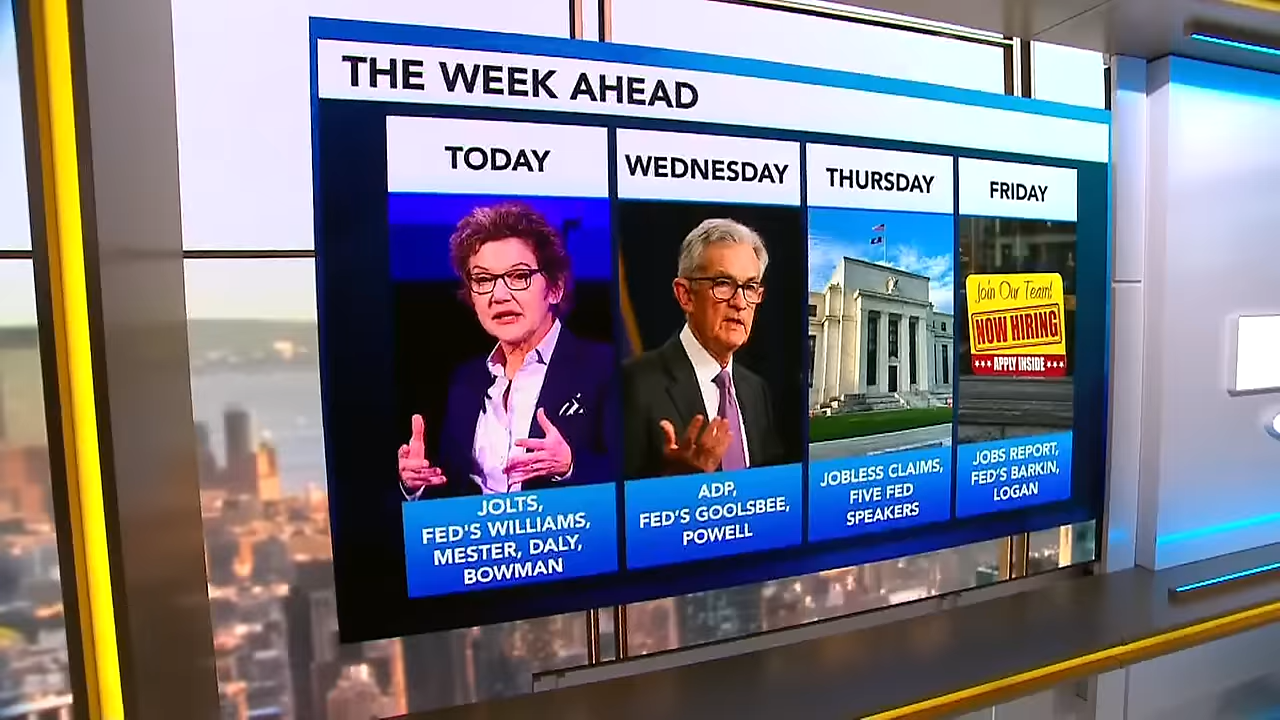 THE WEEK AHEAD
TODAY
JOLTS,
FED'S WILLIAMS,
MESTER, DALY,
BOWMAN
WEDNESDAY
ADP,
FED'S GOOLSBEE,
POWELL
THURSDAY
JOBLESS CLAIMS,
FIVE FED
SPEAKERS
FRIDAY
Join Our Team!
NOW HIRING
APPLY INSIDE
JOBS REPORT,
FED'S BARKIN,
LOGAN